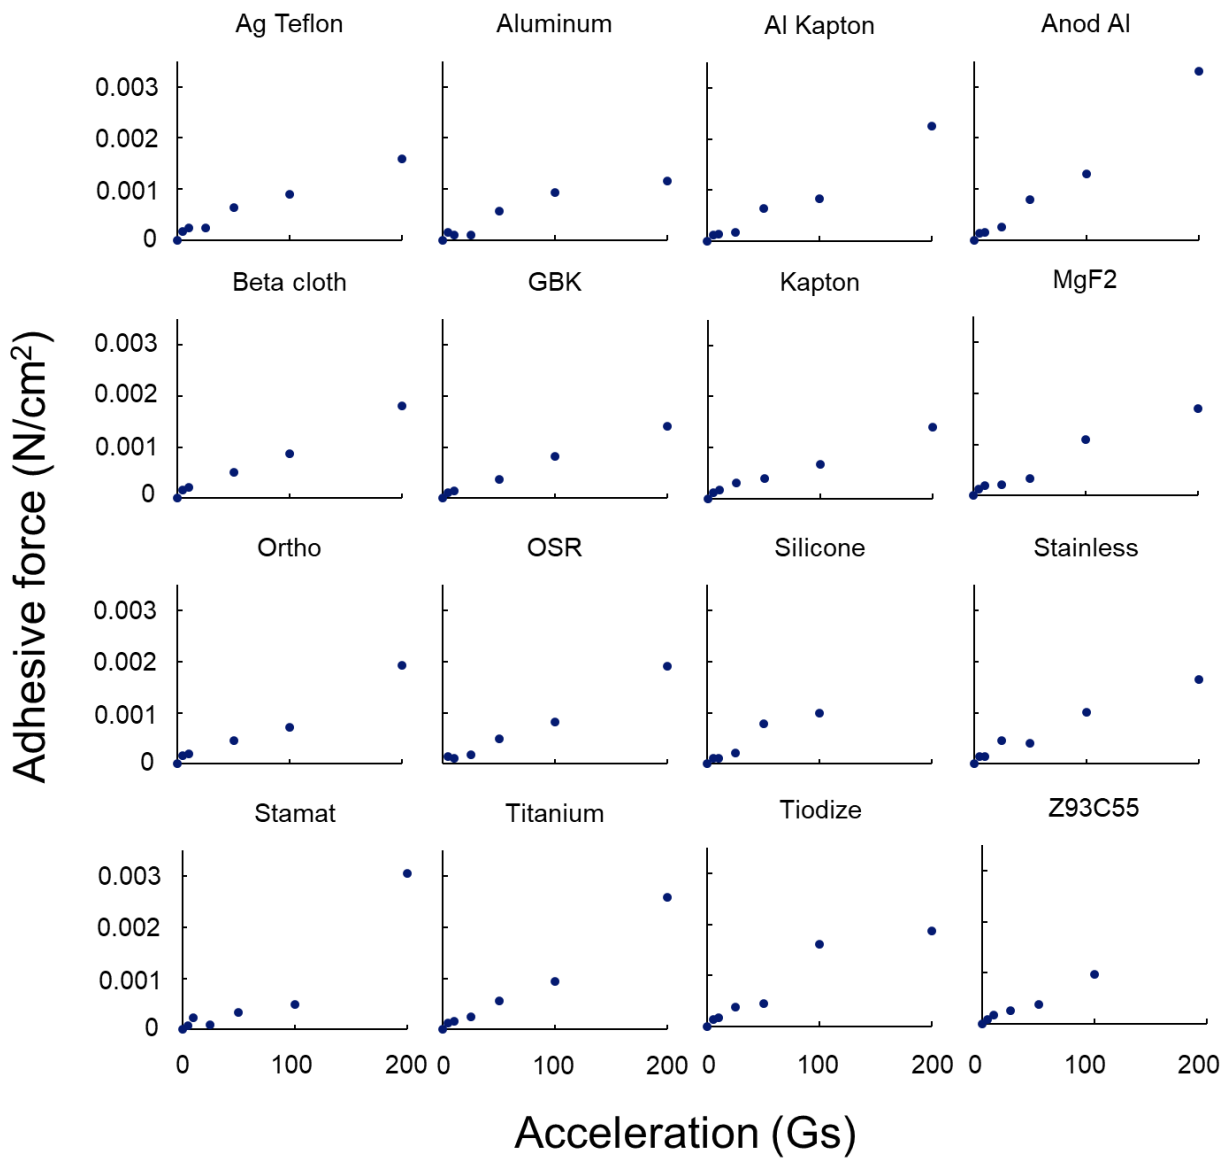 Ag Teflon
Aluminum
Al Kapton
Anod Al
0.003
0.002
0.001
0
Beta cloth
GBK
Kapton
MgF2
0.003
0.002
0.001
0
Ortho
OSR
Silicone
Stainless
0.003
0.002
0.001
0
Stamat
Titanium
Tiodize
Z93C55
0.003
0.002
0.001
0
0 100 200 0 100 200 0 100 200 0 100 200
Adhesive force (N/cm²)
Acceleration (Gs)